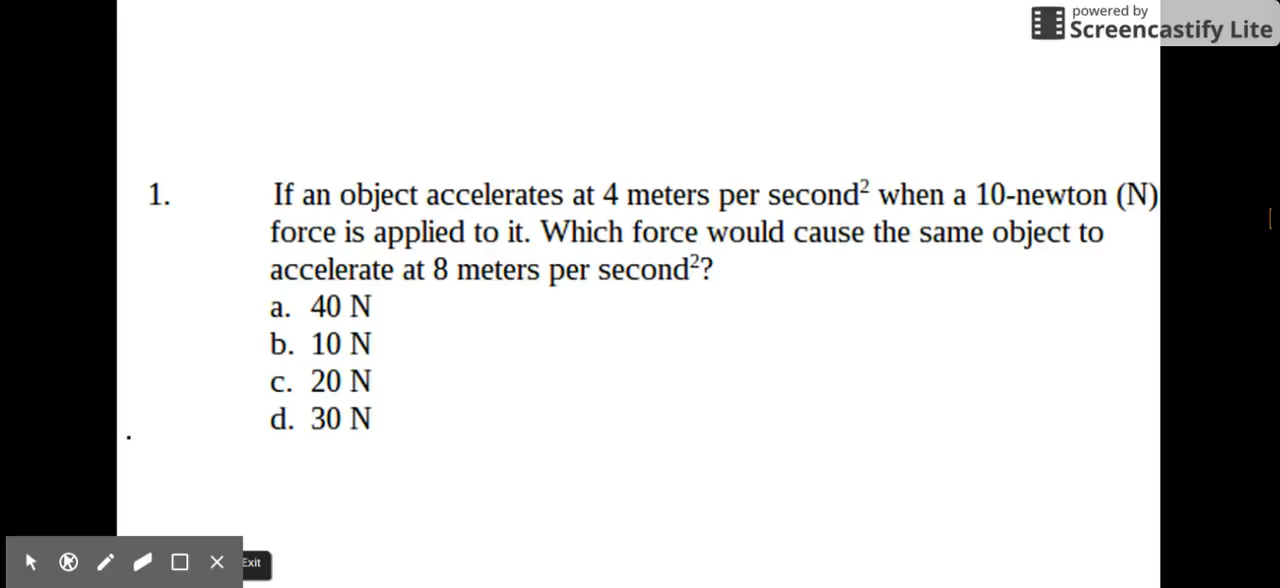 powered by
Screencastify Lite
1. If an object accelerates at 4 meters per second² when a 10-newton (N)
force is applied to it. Which force would cause the same object to
accelerate at 8 meters per second²?
a. 40 N
b. 10 N
c. 20 N
d. 30 N
Exit